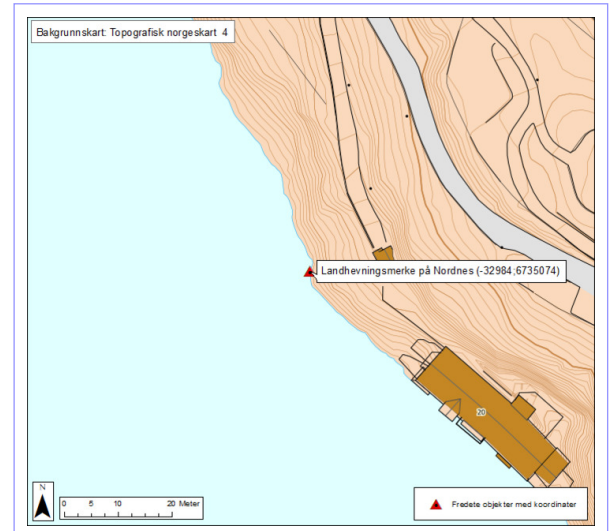 Bakgrunnskart: Topografisk norgeskart 4
Landhevningsmerke på Nordnes (-32984;6735074)
20
N
0 5 10 20 Meter
Fredete objekter med koordinater